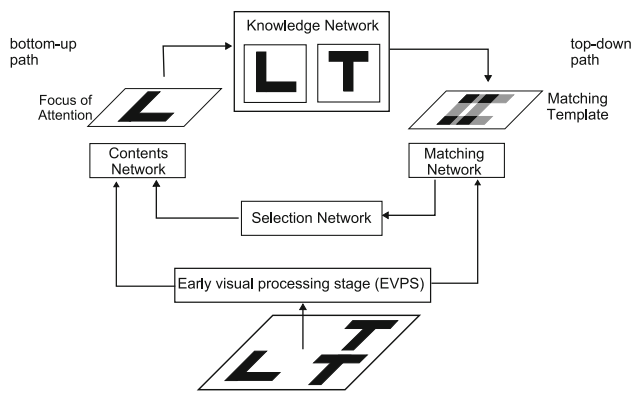 Knowledge Network
bottom-up
path
top-down
path
L T
Focus of
Attention
L
Matching
Template
Contents
Network
Matching
Network
Selection Network
Early visual processing stage (EVPS)
T
L T